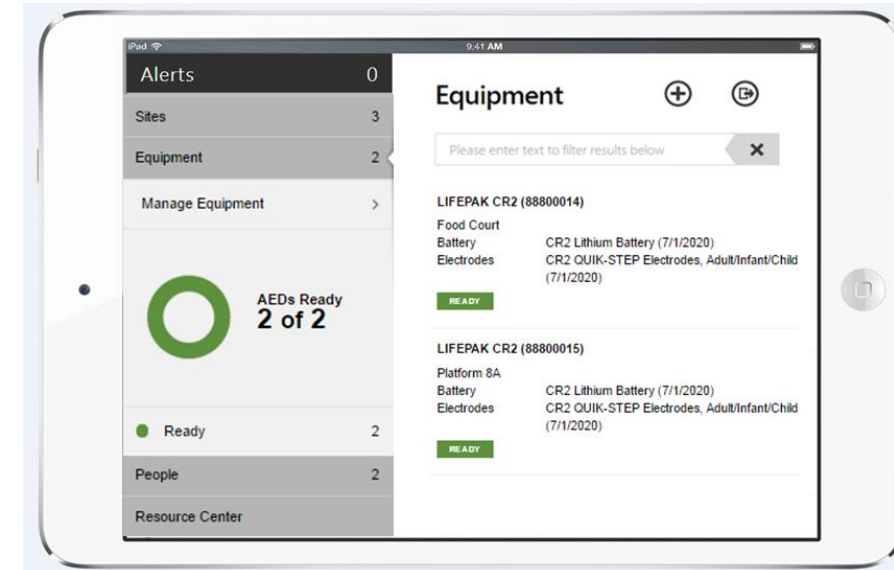 iPad 9:41 AM
Alerts 0
Sites 3
Equipment 2
Manage Equipment >
AEDs Ready
2 of 2
Ready 2
People 2
Resource Center
Equipment
Please enter text to filter results below
LIFEPAK CR2 (88800014)
Food Court
Battery CR2 Lithium Battery (7/1/2020)
Electrodes CR2 QUIK-STEP Electrodes, Adult/Infant/Child
(7/1/2020)
READY
LIFEPAK CR2 (88800015)
Platform 8A
Battery CR2 Lithium Battery (7/1/2020)
Electrodes CR2 QUIK-STEP Electrodes, Adult/Infant/Child
(7/1/2020)
READY